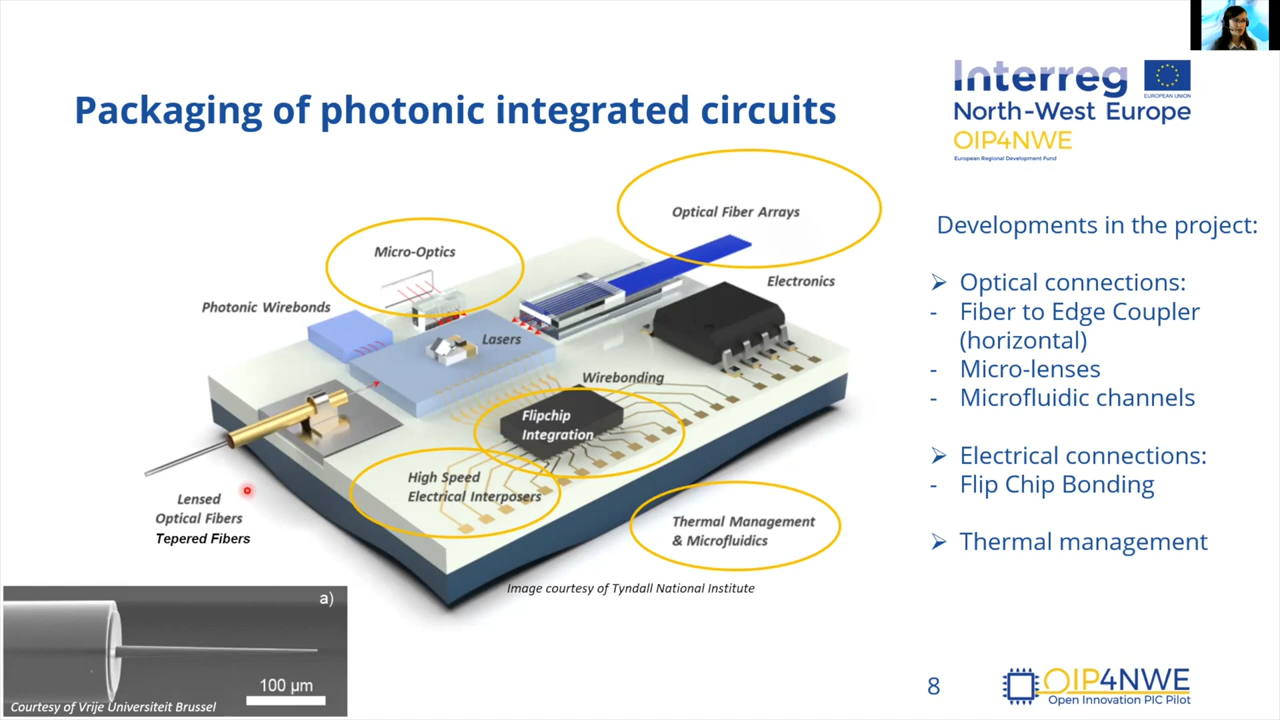 Packaging of photonic integrated circuits
Interreg
EUROPEAN UNION
North-West Europe
OIP4NWE
European Regional Development Fund
Optical Fiber Arrays
Micro-Optics
Electronics
Photonic Wirebonds
Lasers
Wirebonding
Flipchip
Integration
High Speed
Electrical Interposers
Lensed
Optical Fibers
Tepered Fibers
Thermal Management
& Microfluidics
Image courtesy of Tyndall National Institute
a)
100 µm
Courtesy of Vrije Universiteit Brussel
Developments in the project:
➢ Optical connections:
- Fiber to Edge Coupler
(horizontal)
- Micro-lenses
- Microfluidic channels
➢ Electrical connections:
- Flip Chip Bonding
➢ Thermal management
8
OIP4NWE
Open Innovation PIC Pilot